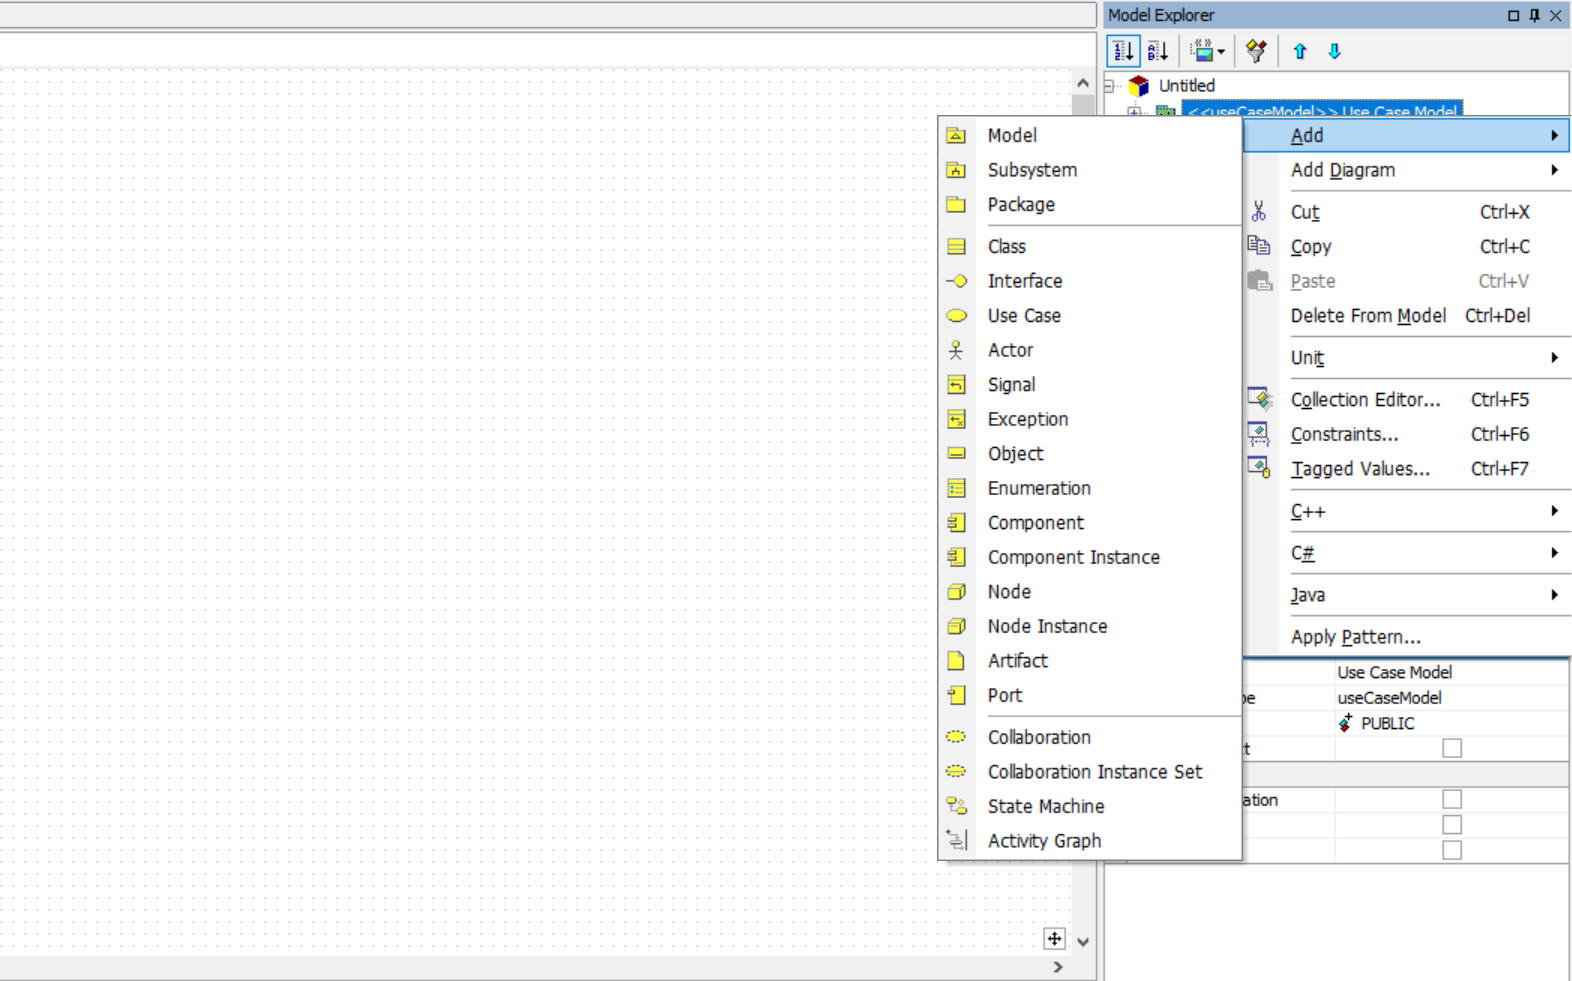 Model Explorer
Untitled
<<useCaseModel>> Use Case Model
Model
Subsystem
Package
Class
Interface
Use Case
Actor
Signal
Exception
Object
Enumeration
Component
Component Instance
Node
Node Instance
Artifact
Port
Collaboration
Collaboration Instance Set
State Machine
Activity Graph
Add
Add Diagram
Cut Ctrl+X
Copy Ctrl+C
Paste Ctrl+V
Delete From Model Ctrl+Del
Unit
Collection Editor... Ctrl+F5
Constraints... Ctrl+F6
Tagged Values... Ctrl+F7
C++
C#
Java
Apply Pattern...
Use Case Model
pe useCaseModel
PUBLIC
ct
ation